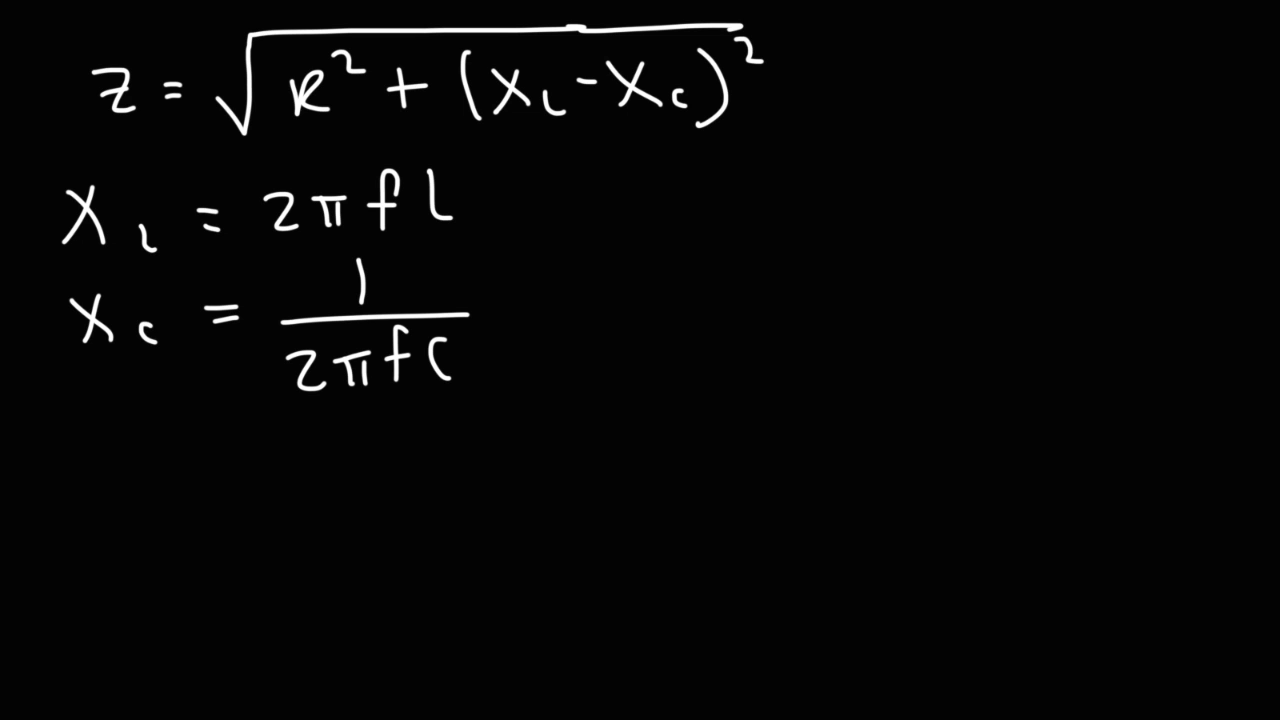 Z = √(R² + (X_L - X_C)²)
X_L = 2πfL
X_C = 1/(2πfC)